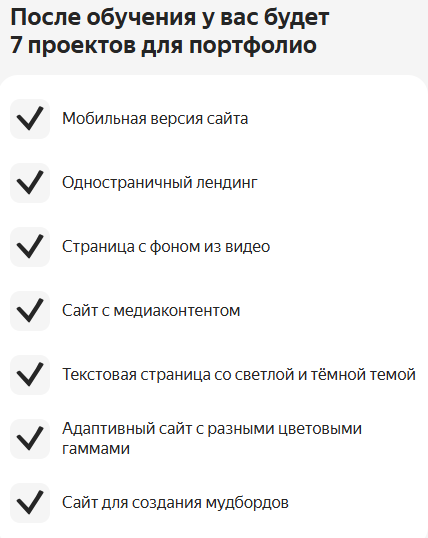 После обучения у вас будет
7 проектов для портфолио
Мобильная версия сайта
Одностраничный лендинг
Страница с фоном из видео
Сайт с медиаконтентом
Текстовая страница со светлой и тёмной темой
Адаптивный сайт с разными цветовыми
гаммами
Сайт для создания мудбордов